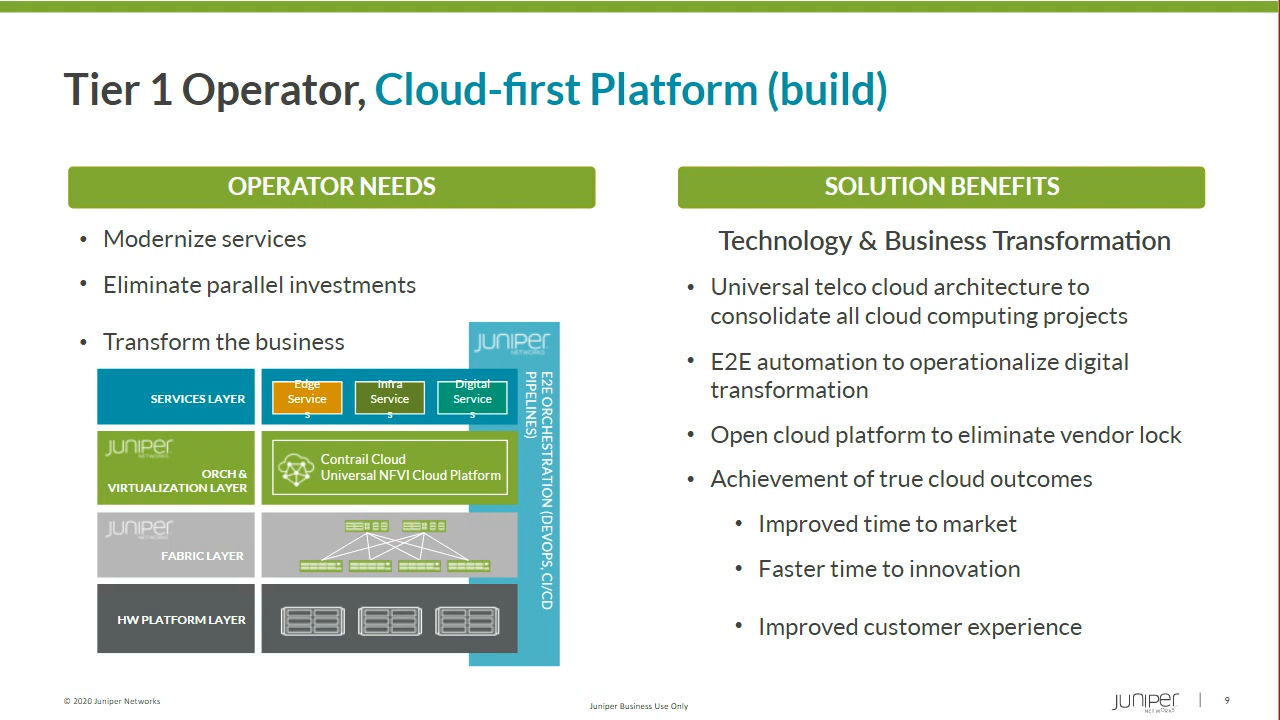 Tier 1 Operator, Cloud-first Platform (build)
OPERATOR NEEDS
• Modernize services
• Eliminate parallel investments
• Transform the business
JUNIPER
NETWORKS
SERVICES LAYER
Edge
Service
s
Infra
Service
s
Digital
Service
s
JUNIPER
NETWORKS
ORCH &
VIRTUALIZATION LAYER
Contrail Cloud
Universal NFVI Cloud Platform
JUNIPER
NETWORKS
FABRIC LAYER
HW PLATFORM LAYER
E2E ORCHESTRATION (DEVOPS, CI/CD
PIPELINES)
SOLUTION BENEFITS
Technology & Business Transformation
• Universal telco cloud architecture to
consolidate all cloud computing projects
• E2E automation to operationalize digital
transformation
• Open cloud platform to eliminate vendor lock
• Achievement of true cloud outcomes
• Improved time to market
• Faster time to innovation
• Improved customer experience
© 2020 Juniper Networks
Juniper Business Use Only
JUNIPER
NETWORKS
9